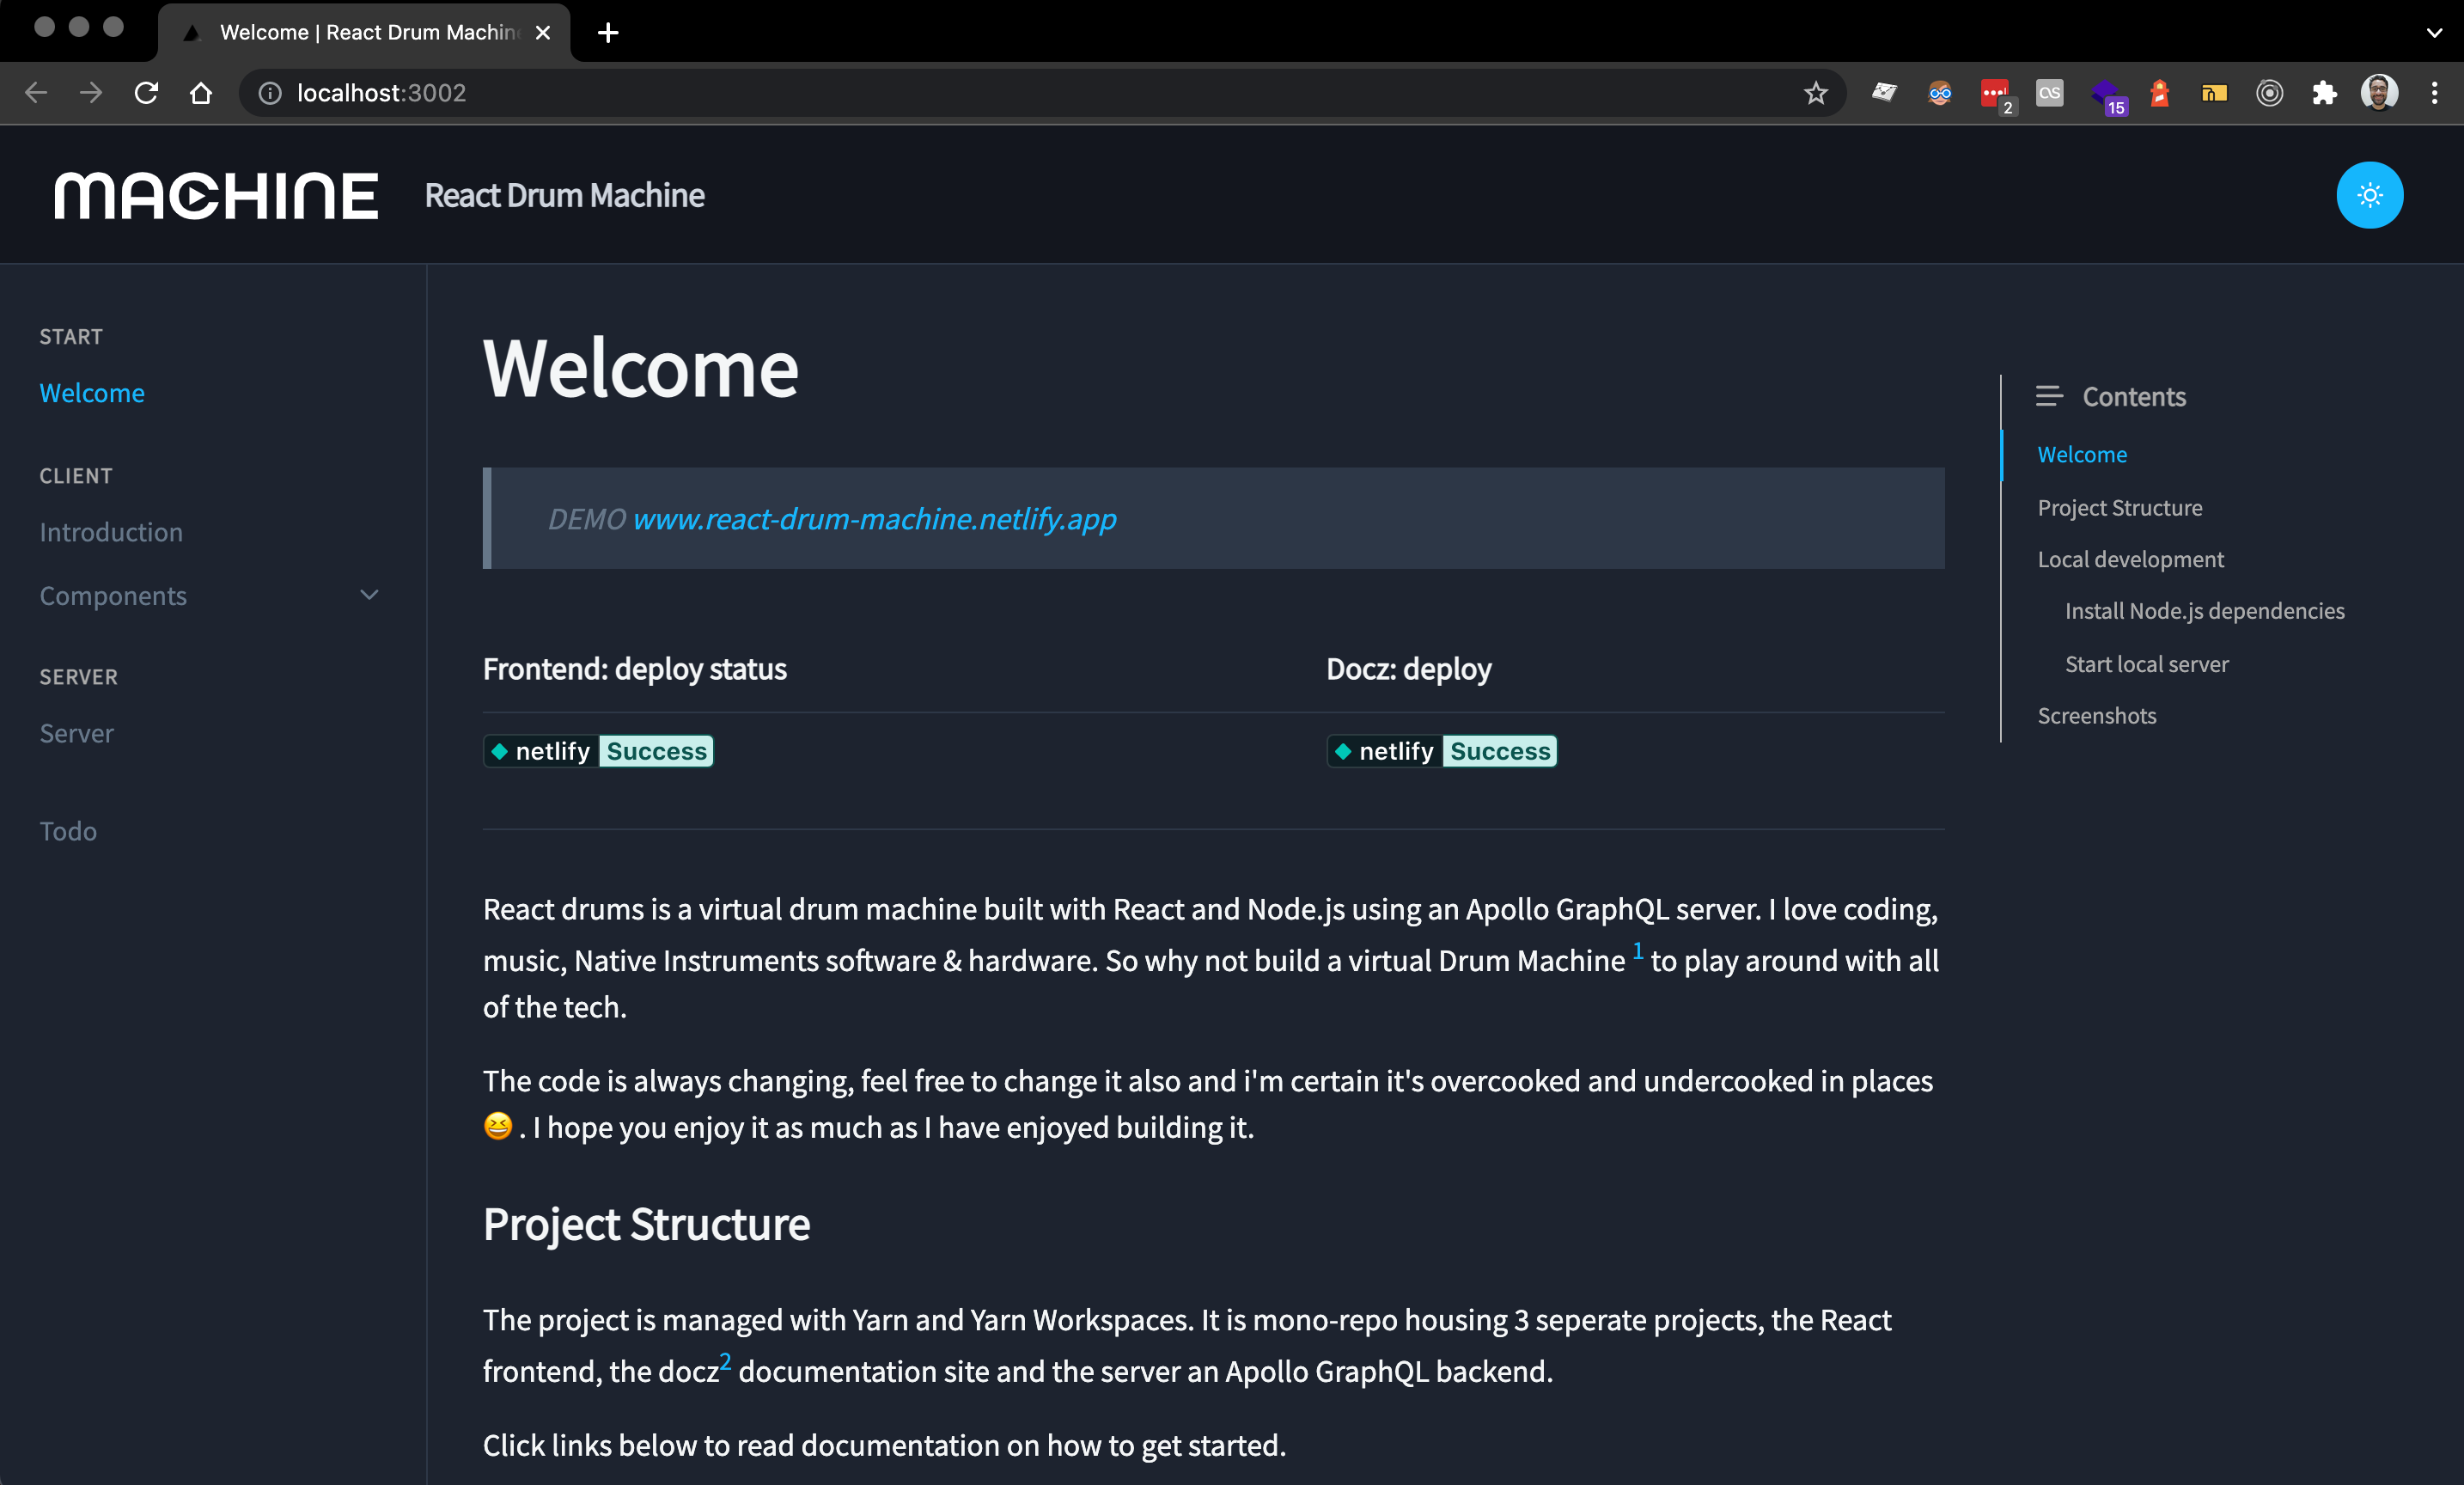 Welcome | React Drum Machine
localhost:3002
2
15
MACHINE
React Drum Machine
START
Welcome
CLIENT
Introduction
Components
SERVER
Server
Todo
Welcome
DEMO www.react-drum-machine.netlify.app
Frontend: deploy status
Docz: deploy
netlify Success
netlify Success
React drums is a virtual drum machine built with React and Node.js using an Apollo GraphQL server. I love coding,
music, Native Instruments software & hardware. So why not build a virtual Drum Machine 1 to play around with all
of the tech.
The code is always changing, feel free to change it also and i'm certain it's overcooked and undercooked in places
😆 . I hope you enjoy it as much as I have enjoyed building it.
Project Structure
The project is managed with Yarn and Yarn Workspaces. It is mono-repo housing 3 seperate projects, the React
frontend, the docz2 documentation site and the server an Apollo GraphQL backend.
Click links below to read documentation on how to get started.
Contents
Welcome
Project Structure
Local development
Install Node.js dependencies
Start local server
Screenshots